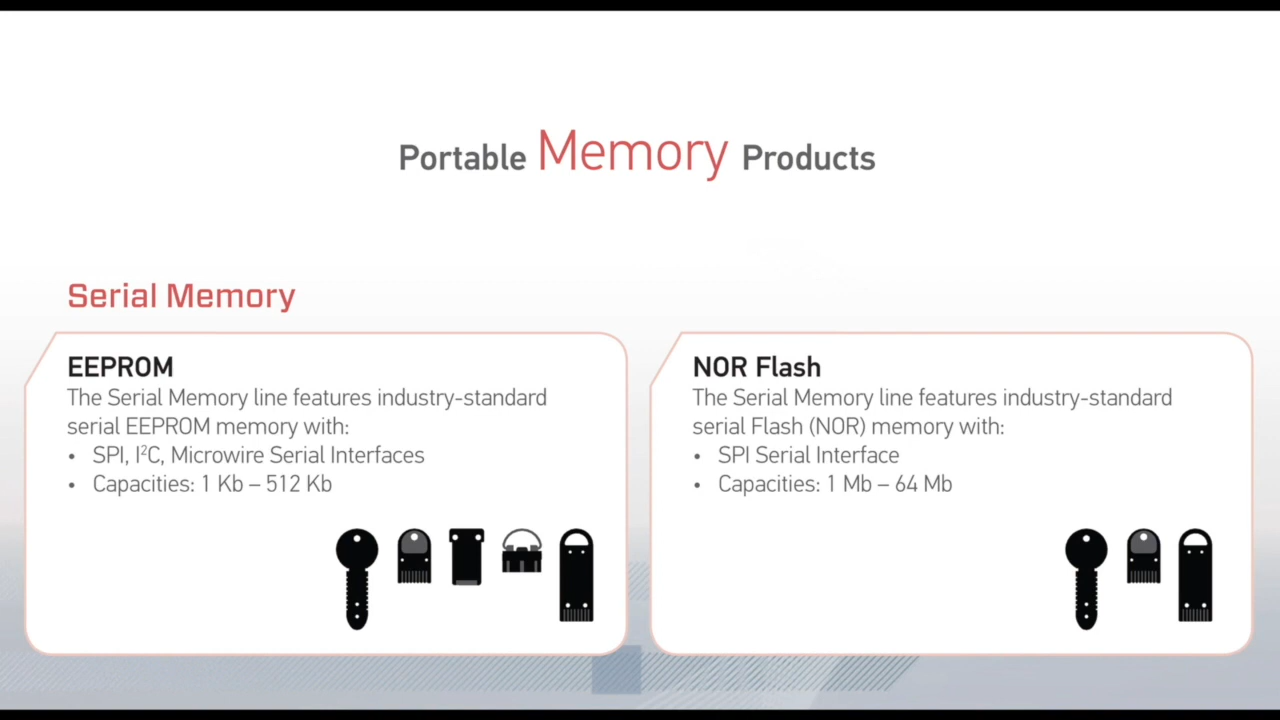 Portable Memory Products
Serial Memory
EEPROM
The Serial Memory line features industry-standard
serial EEPROM memory with:
• SPI, I²C, Microwire Serial Interfaces
• Capacities: 1 Kb – 512 Kb
NOR Flash
The Serial Memory line features industry-standard
serial Flash (NOR) memory with:
• SPI Serial Interface
• Capacities: 1 Mb – 64 Mb